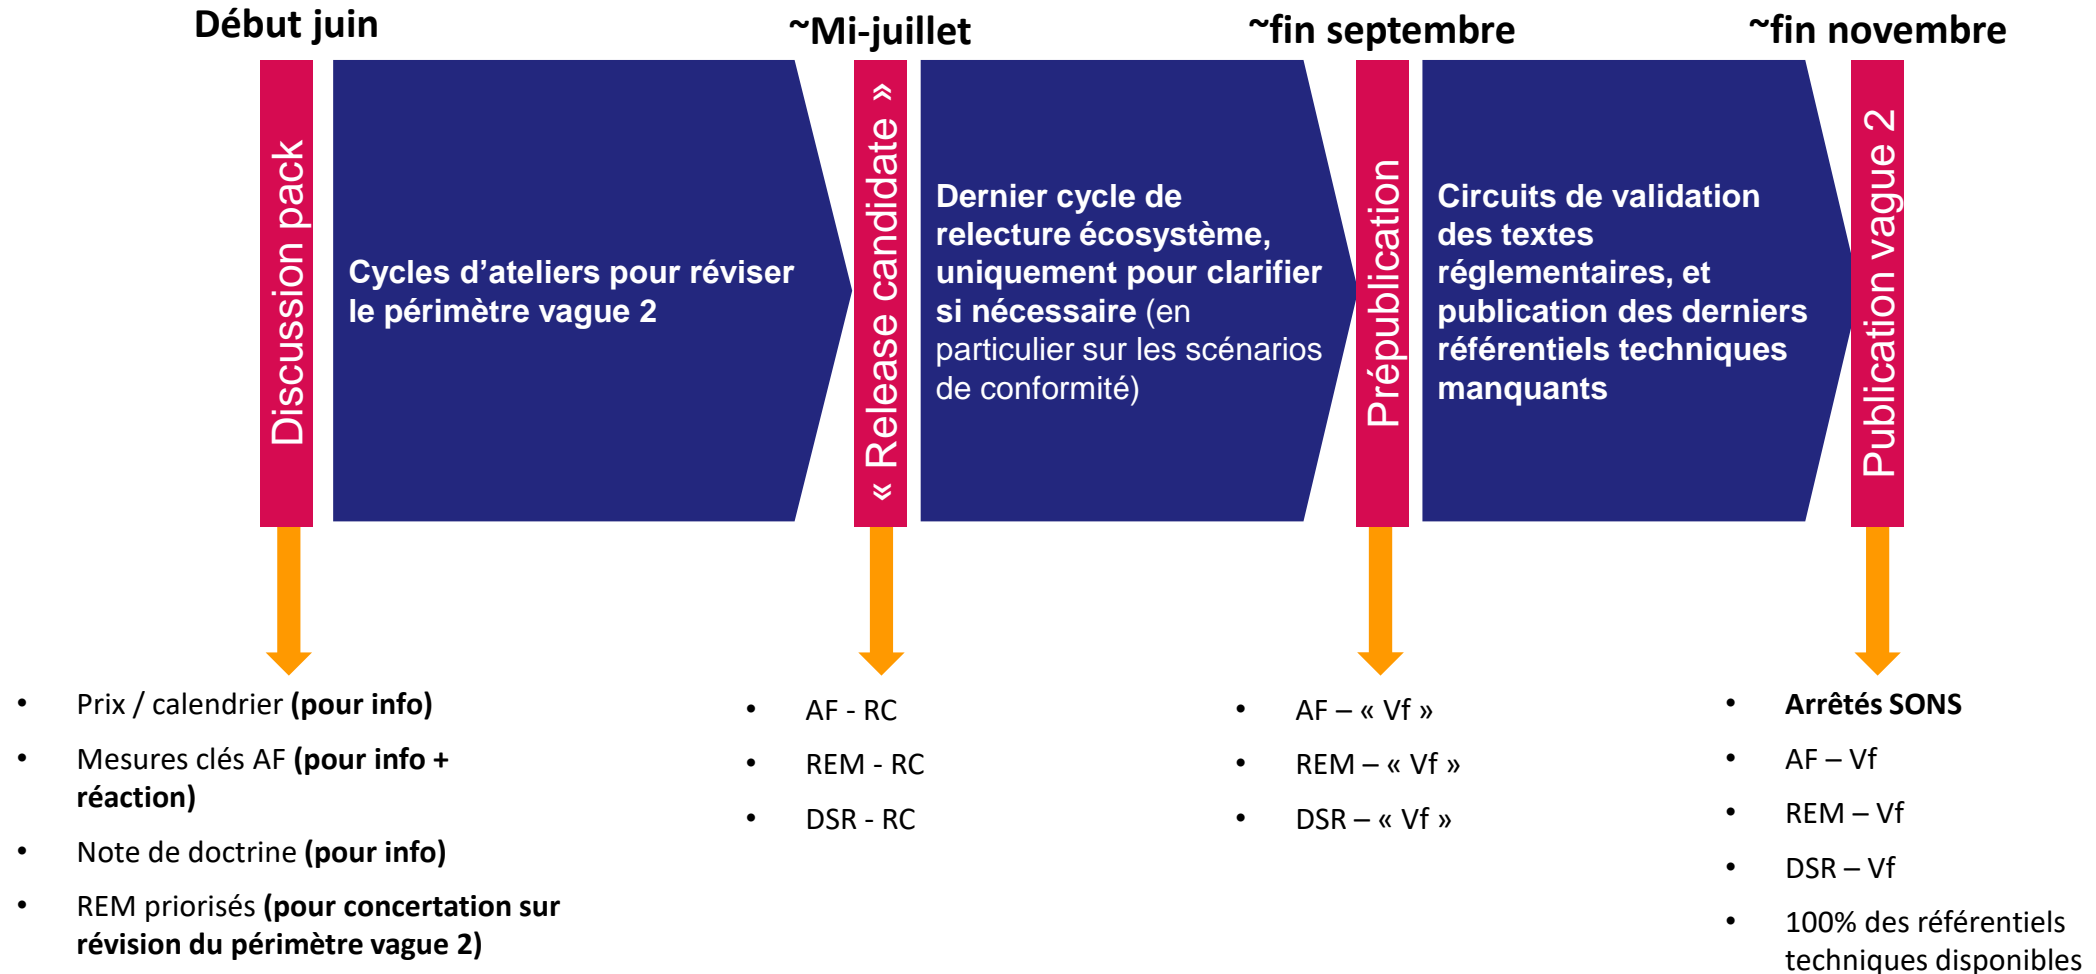 Début juin
~Mi-juillet
~fin septembre
~fin novembre
Discussion pack
Cycles d’ateliers pour réviser
le périmètre vague 2
« Release candidate »
Dernier cycle de
relecture écosystème,
uniquement pour clarifier
si nécessaire (en
particulier sur les scénarios
de conformité)
Prépublication
Circuits de validation
des textes
réglementaires, et
publication des derniers
référentiels techniques
manquants
Publication vague 2
• Prix / calendrier (pour info)
• Mesures clés AF (pour info +
réaction)
• Note de doctrine (pour info)
• REM priorisés (pour concertation sur
révision du périmètre vague 2)
• AF - RC
• REM - RC
• DSR - RC
• AF – « Vf »
• REM – « Vf »
• DSR – « Vf »
• Arrêtés SONS
• AF – Vf
• REM – Vf
• DSR – Vf
• 100% des référentiels
techniques disponibles